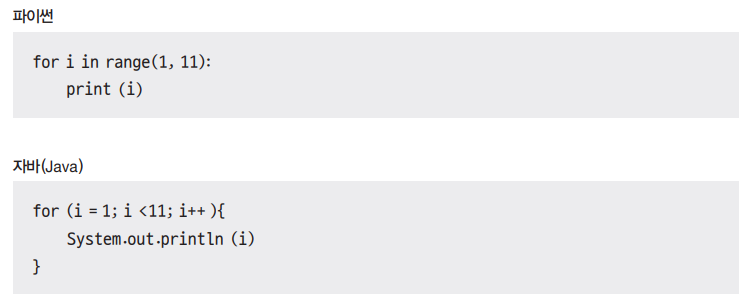 파이썬
for i in range(1, 11):
    print (i)
자바(Java)
for (i = 1; i <11; i++ ){
    System.out.println (i)
}